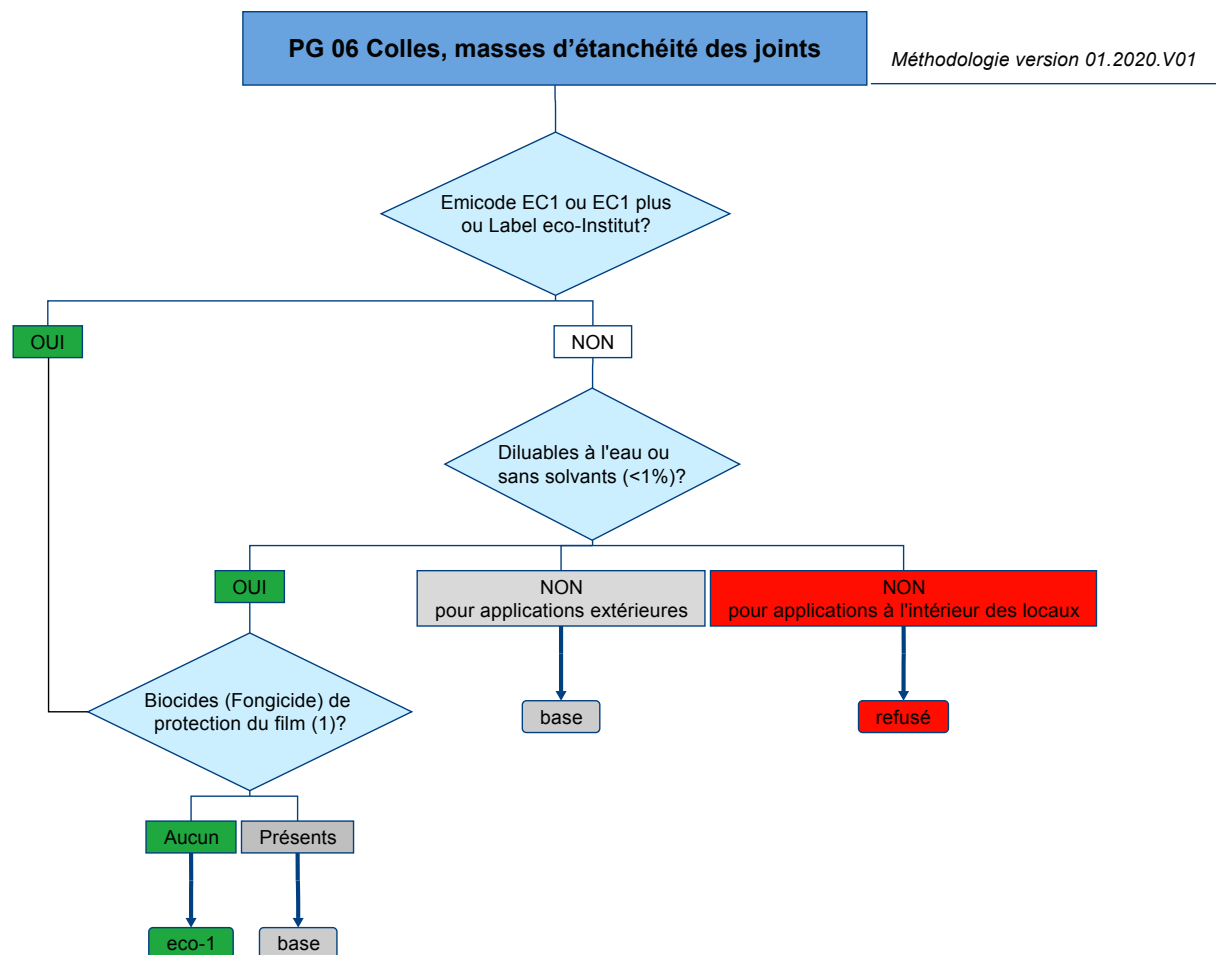 PG 06 Colles, masses d’étanchéité des joints
Méthodologie version 01.2020.V01
Emicode EC1 ou EC1 plus
ou Label eco-Institut?
OUI
NON
Diluables à l'eau ou
sans solvants (<1%)?
OUI
NON
pour applications extérieures
NON
pour applications à l'intérieur des locaux
Biocides (Fongicide) de
protection du film (1)?
base
refusé
Aucun
Présents
eco-1
base